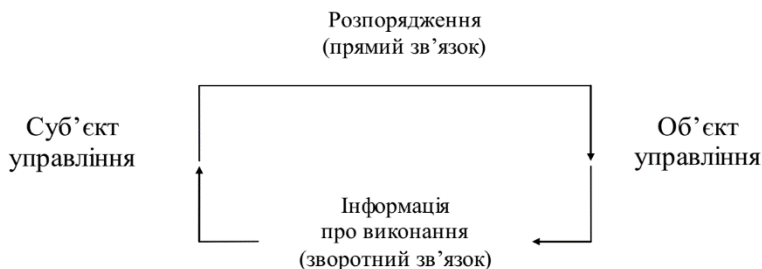 Розпорядження
(прямий зв’язок)
Суб’єкт
управління
Об’єкт
управління
Інформація
про виконання
(зворотний зв’язок)